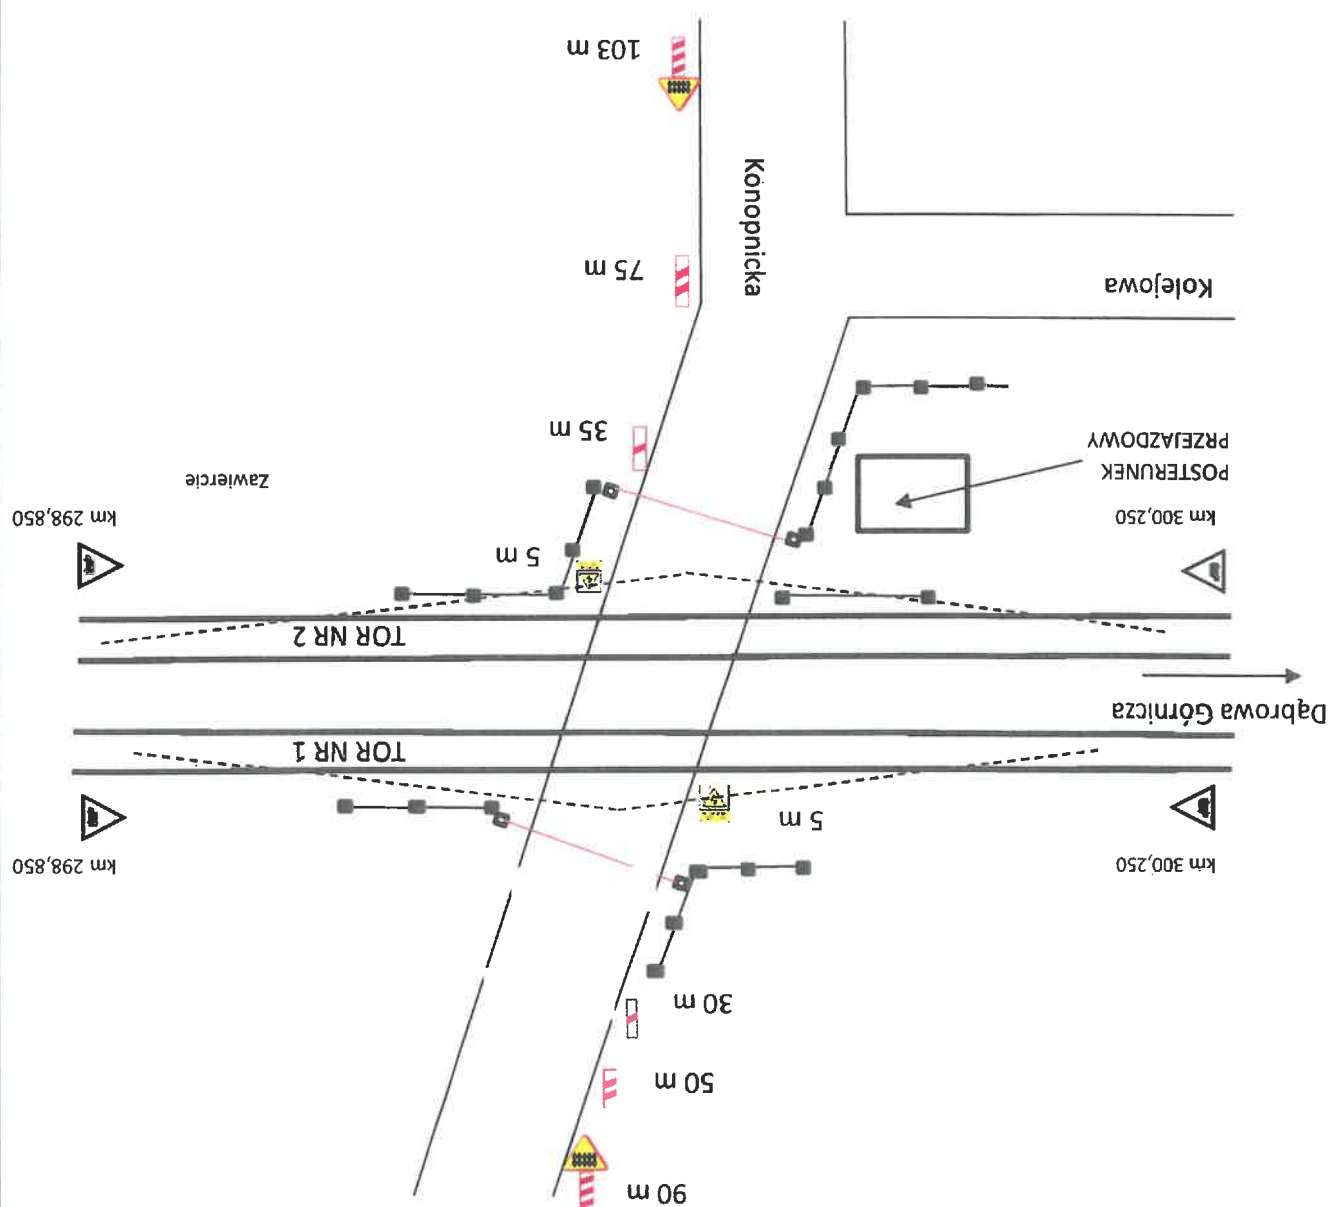 90 m
50 m
30 m
km 300,250
km 298,850
5 m
TOR NR 1
Dąbrowa Górnicza
TOR NR 2
5 m
km 300,250
km 298,850
POSTERUNEK
PRZEJAZDOWY
Zawiercie
35 m
Kolejowa
75 m
Konopnicka
103 m